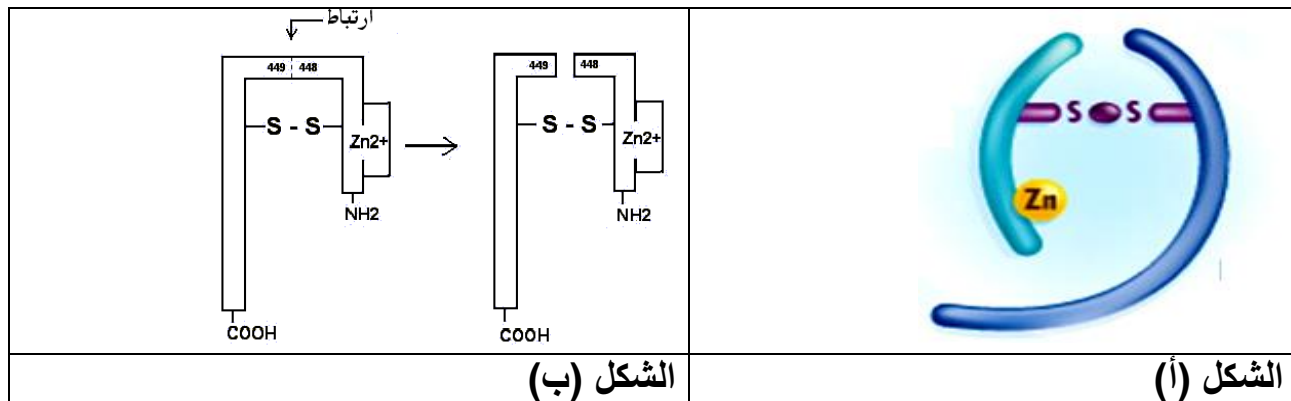 ارتباط
449 448
449 448
S - S
S - S
Zn2+
Zn2+
NH2
NH2
COOH
COOH
S S
Zn
الشكل (أ)
الشكل (ب)